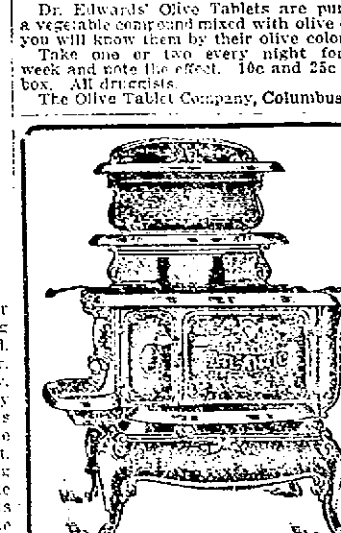 Dr. Edwards' Olive Tablets are pur
a vegetable compound mixed with olive
you will know them by their olive color
Take one or two every night for
week and note the effect. 10c and 25c
box. All druggists.
The Olive Tablet Company, Columbus